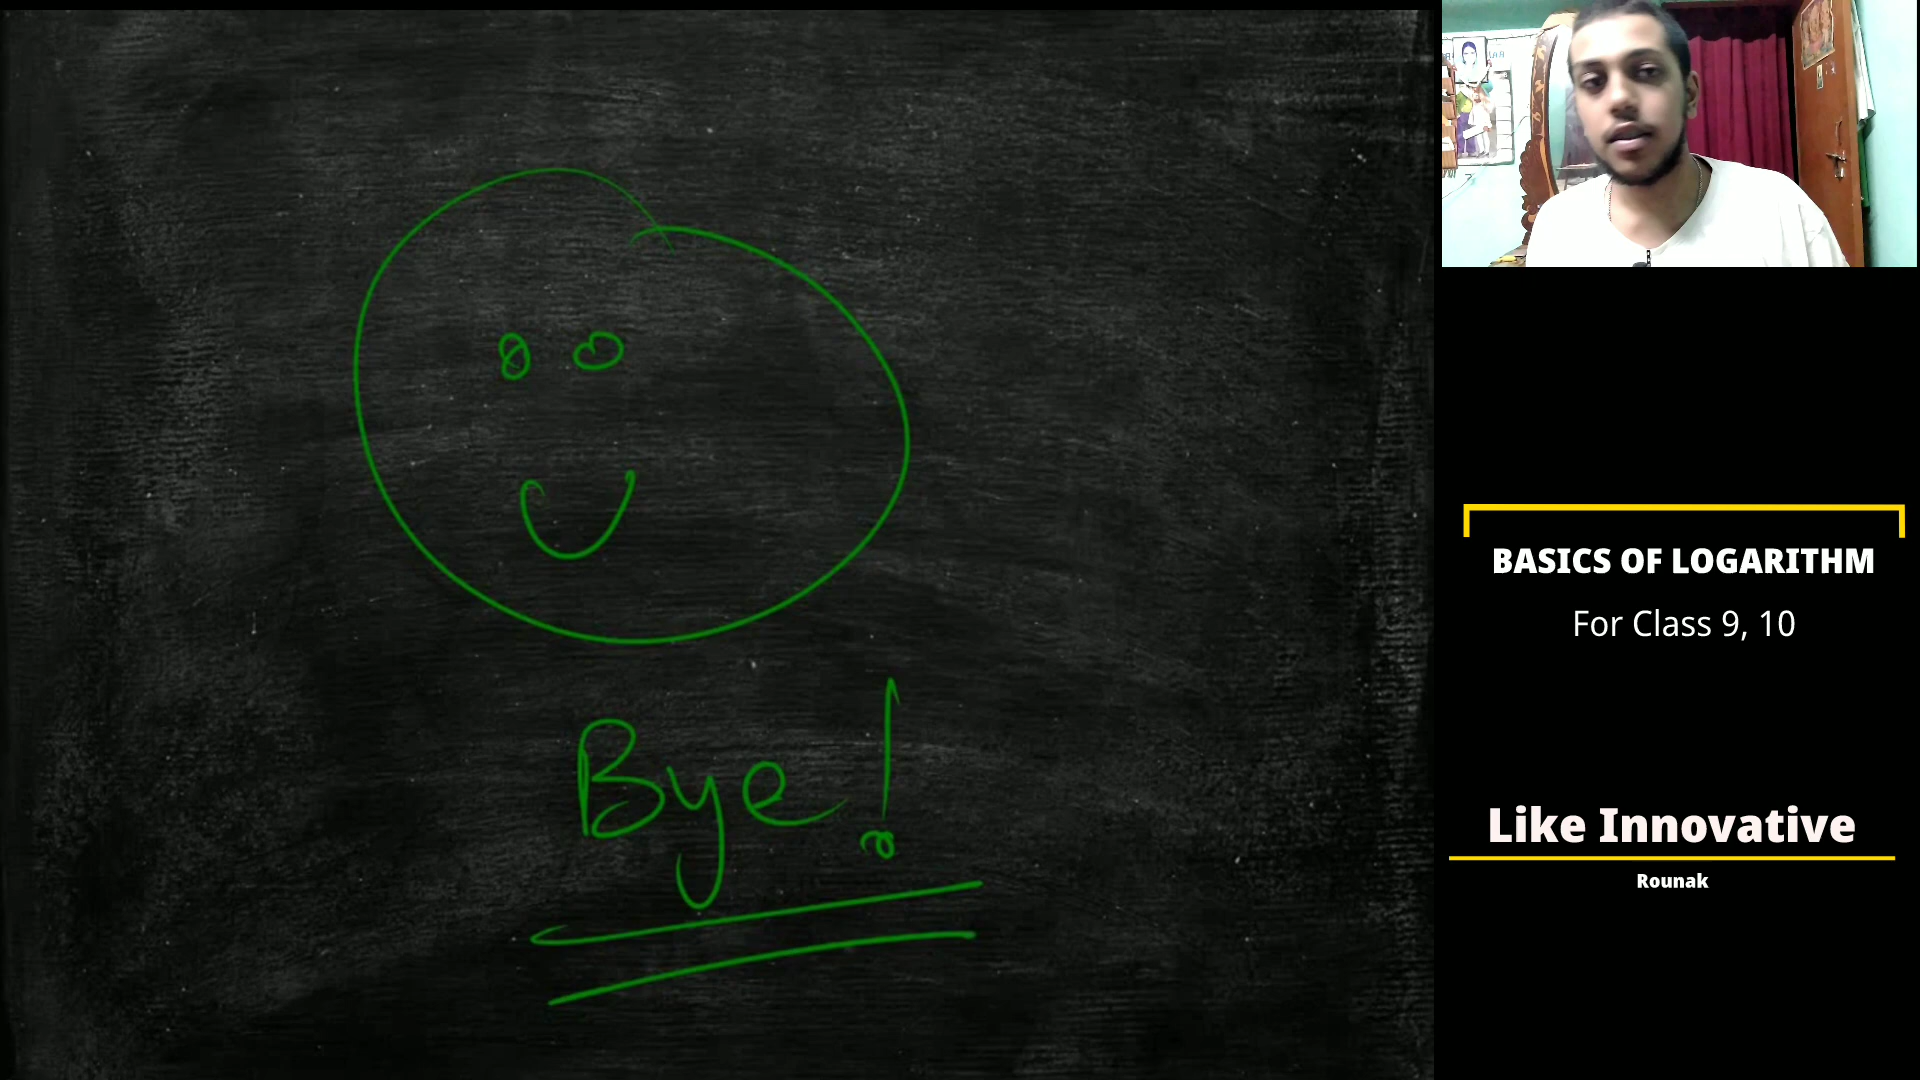 Bye!
BASICS OF LOGARITHM
For Class 9, 10
Like Innovative
Rounak